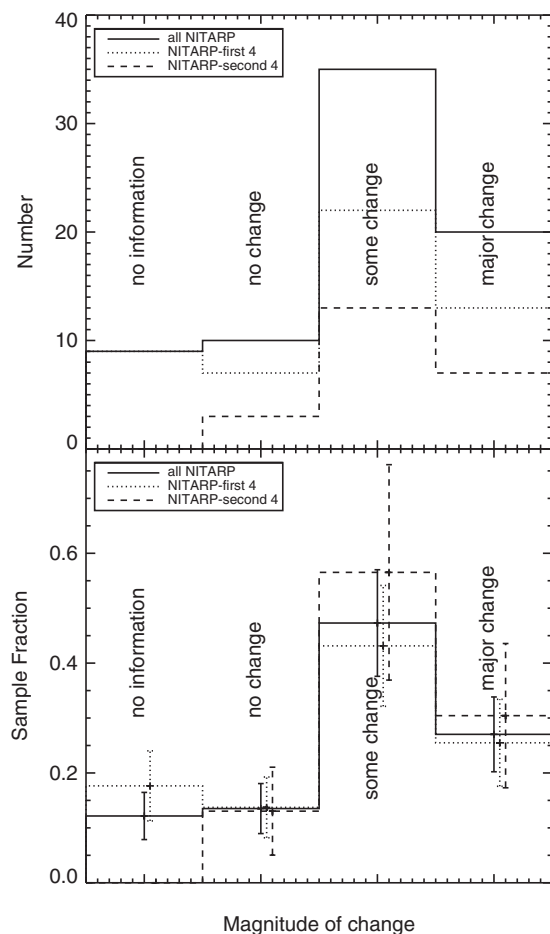 40
all NITARP
NITARP-first 4
NITARP-second 4
30
20
10
0
Number
no information
no change
some change
major change
all NITARP
NITARP-first 4
NITARP-second 4
0.6
0.4
0.2
0.0
Sample Fraction
no information
no change
some change
major change
Magnitude of change